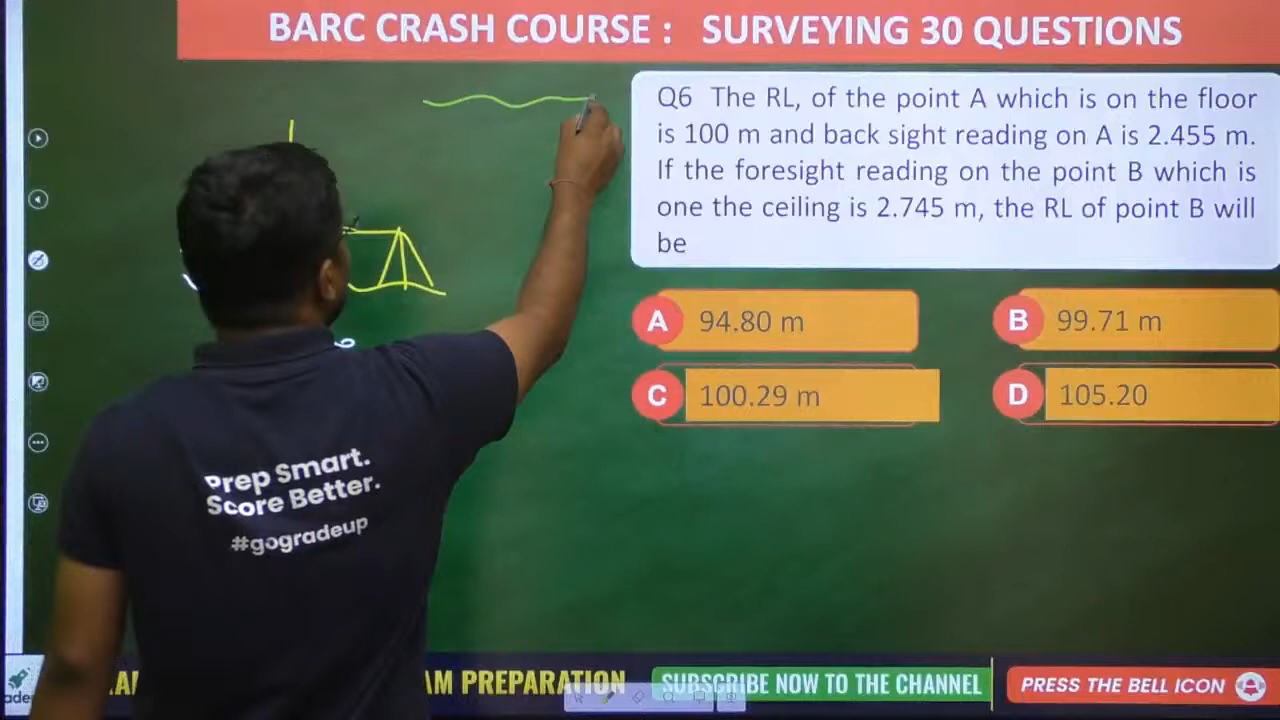 BARC CRASH COURSE : SURVEYING 30 QUESTIONS
Q6 The RL, of the point A which is on the floor
is 100 m and back sight reading on A is 2.455 m.
If the foresight reading on the point B which is
one the ceiling is 2.745 m, the RL of point B will
be
A 94.80 m
B 99.71 m
C 100.29 m
D 105.20
Prep Smart.
Score Better.
#gogradeup
AM PREPARATION
SUBSCRIBE NOW TO THE CHANNEL
PRESS THE BELL ICON